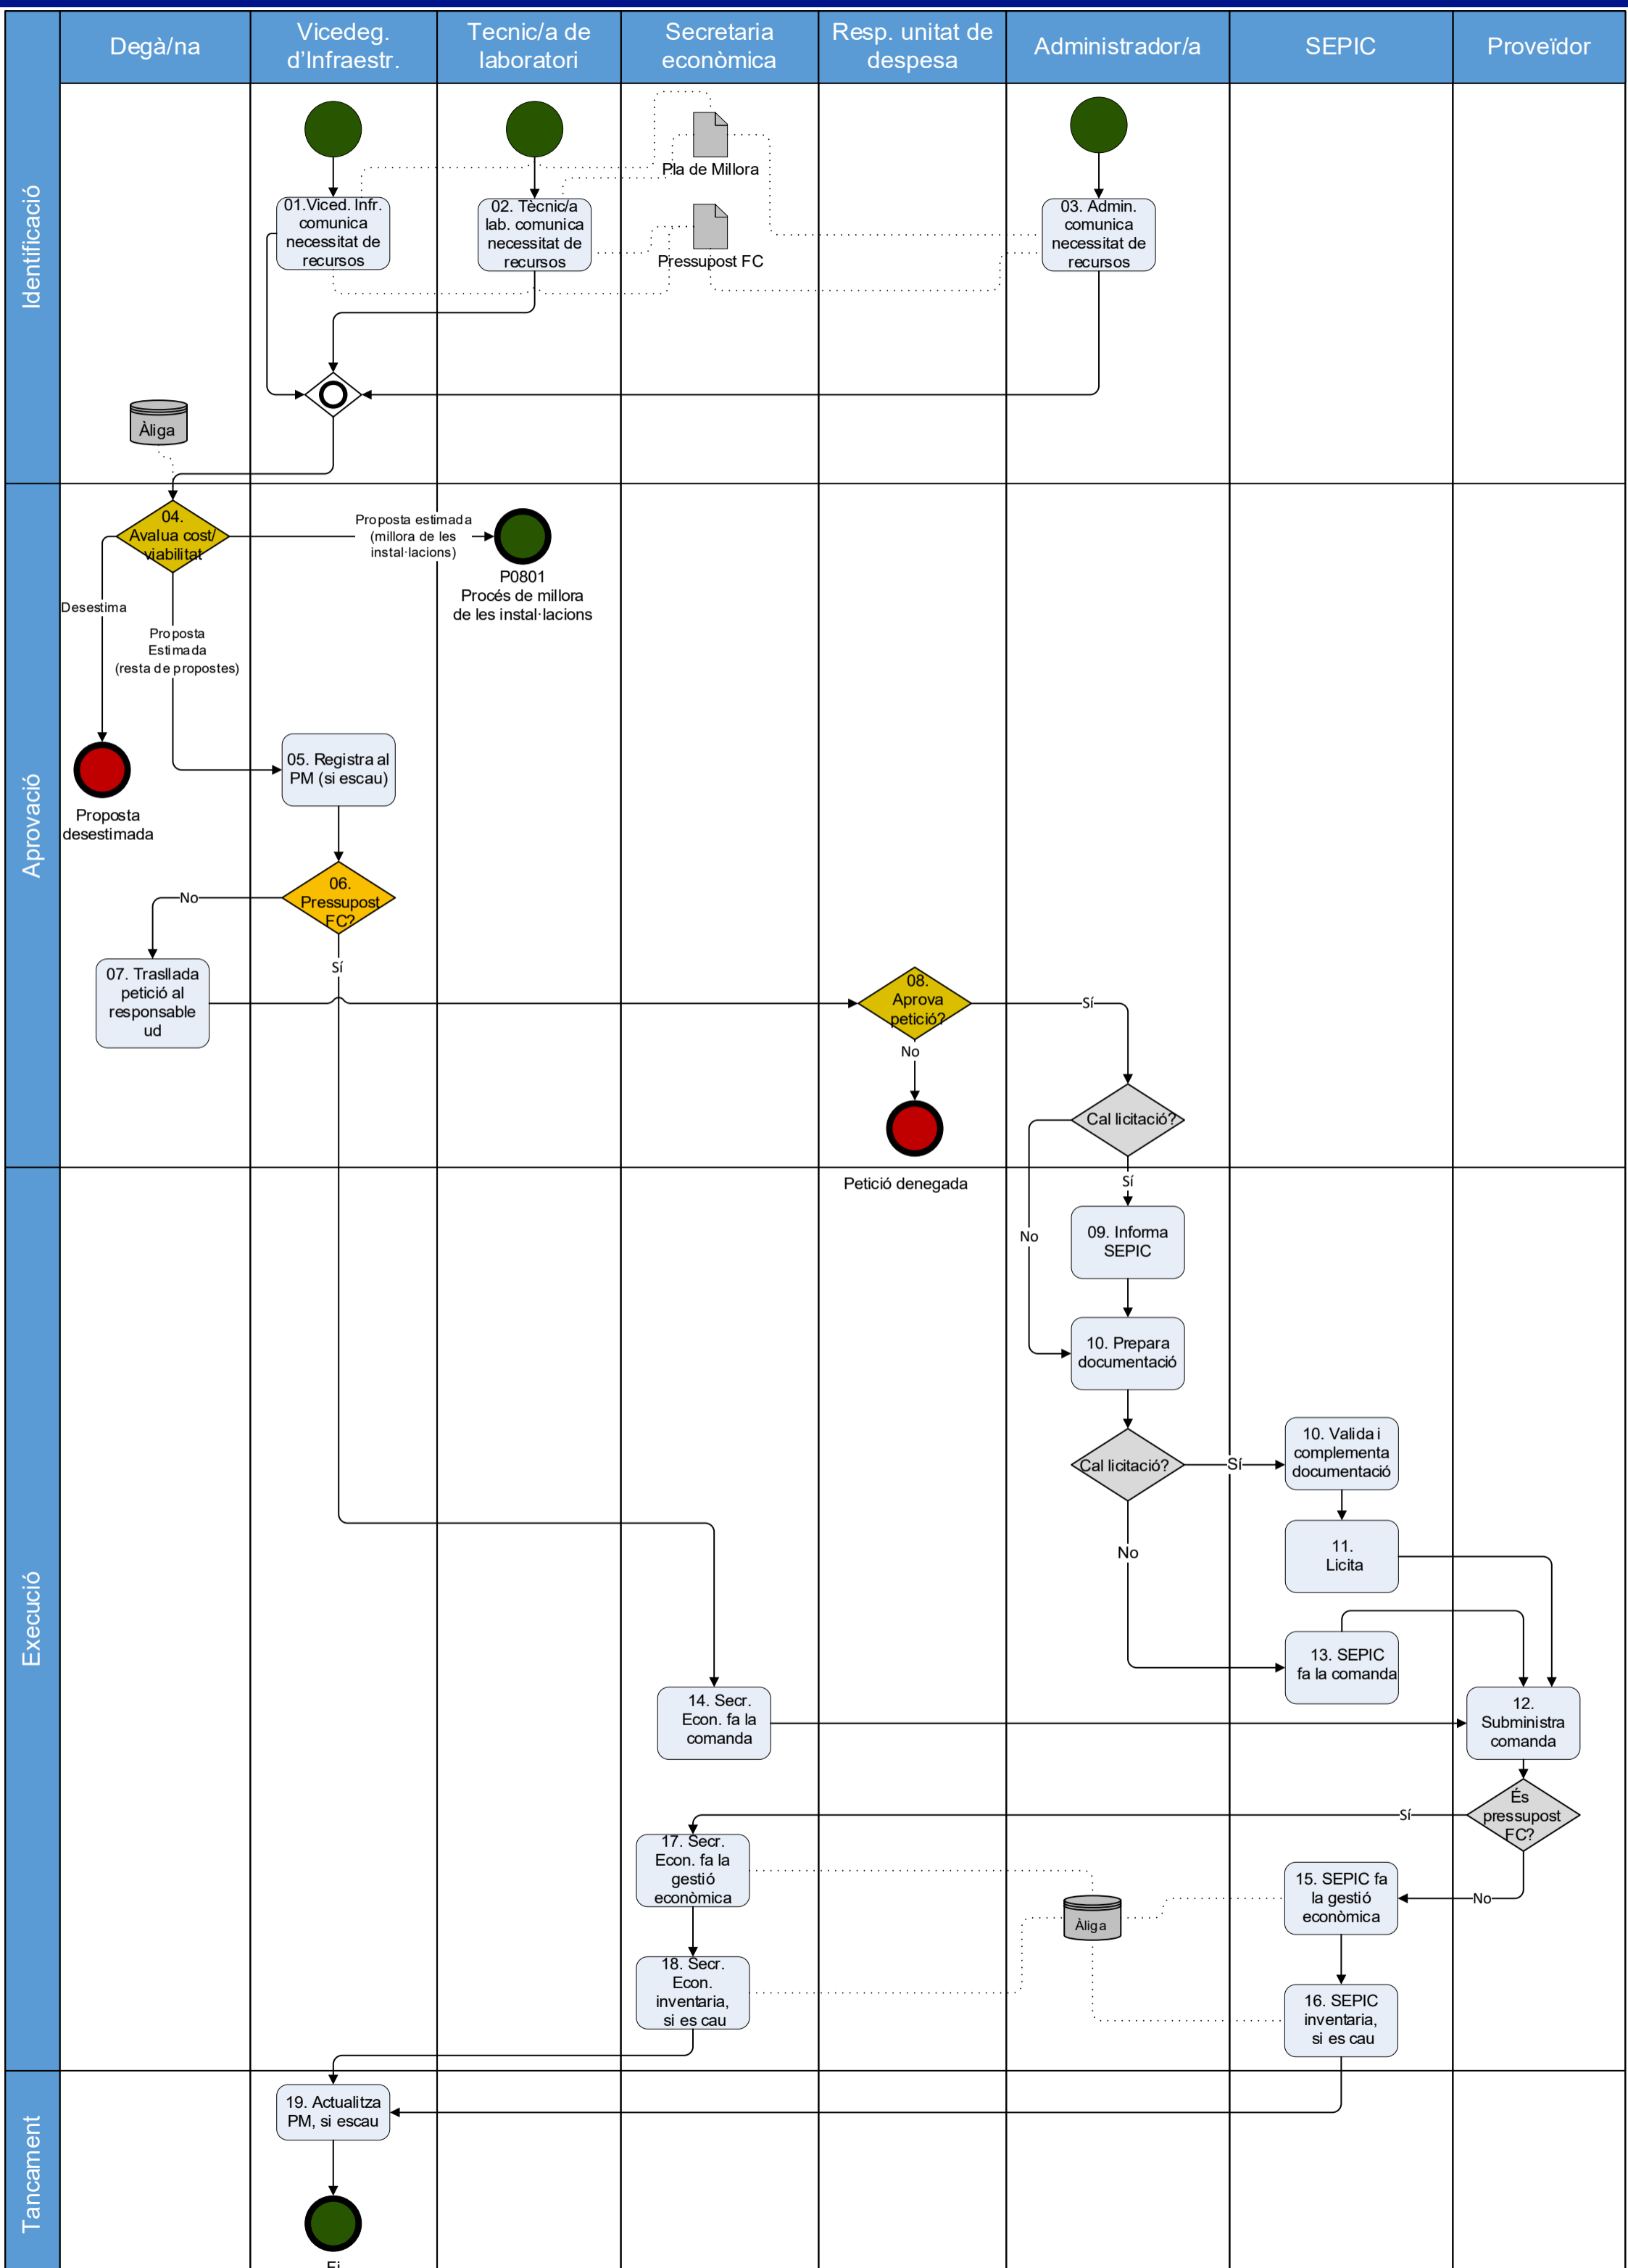 Degà/na
Vicedeg.
d'Infraestr.
Tecnic/a de
laboratori
Secretaria
econòmica
Resp. unitat de
despesa
Administrador/a
SEPIC
Proveïdor
Identificació
Pla de Millora
01.Viced. Infr.
comunica
necessitat de
recursos
02. Tècnic/a
lab. comunica
necessitat de
recursos
Pressupost FC
03. Admin.
comunica
necessitat de
recursos
Àliga
Aprovació
04.
Avalua cost/
viabilitat
Proposta estimada
(millora de les
instal·lacions)
P0801
Procés de millora
de les instal·lacions
Desestima
Proposta
Estimada
(resta de propostes)
Proposta
desestimada
05. Registra al
PM (si escau)
06.
Pressupost
FC?
No
Sí
07. Trasllada
petició al
responsable
ud
08.
Aprova
petició?
Sí
No
Petició denegada
Cal licitació?
Sí
No
Execució
09. Informa
SEPIC
10. Prepara
documentació
Cal licitació?
Sí
No
10. Valida i
complementa
documentació
11.
Licita
13. SEPIC
fa la comanda
14. Secr.
Econ. fa la
comanda
12.
Subministra
comanda
És
pressupost
FC?
Sí
No
17. Secr.
Econ. fa la
gestió
econòmica
Àliga
15. SEPIC fa
la gestió
econòmica
18. Secr.
Econ.
inventaria,
si es cau
16. SEPIC
inventaria,
si es cau
Tancament
19. Actualitza
PM, si escau